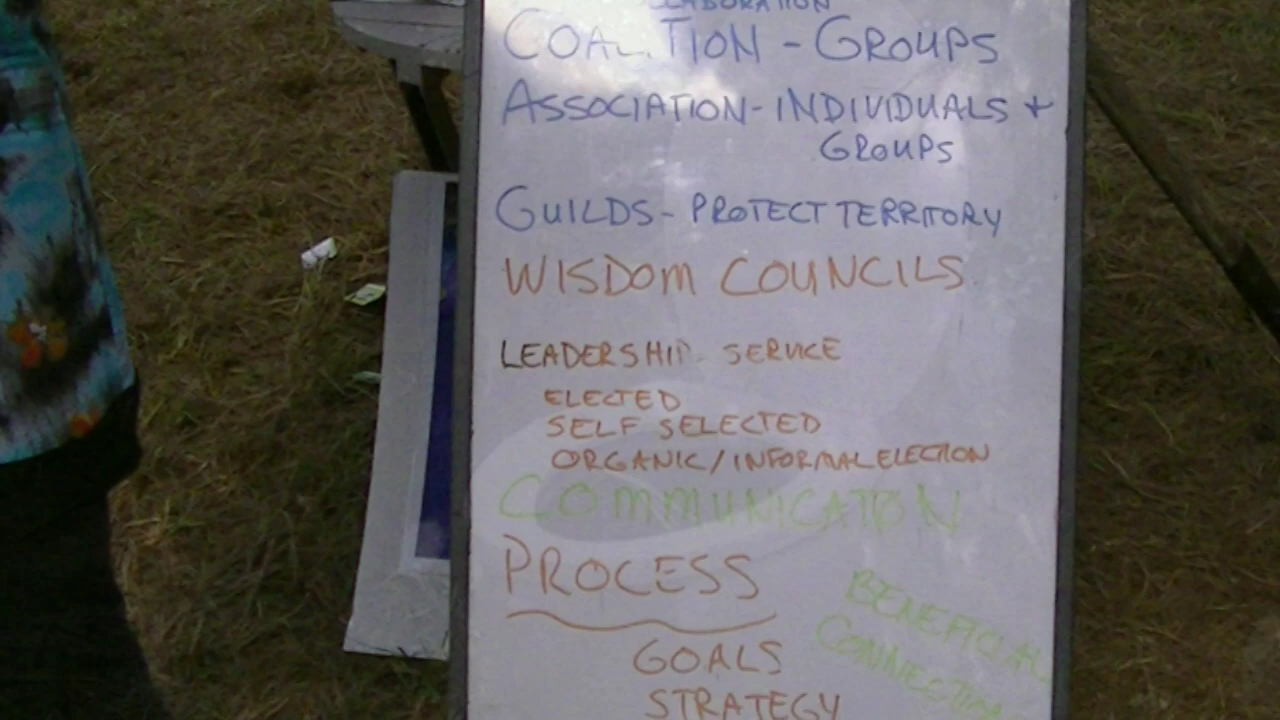 COALITION - GROUPS
ASSOCIATION - INDIVIDUALS +
GROUPS
GUILDS - PROTECT TERRITORY
WISDOM COUNCILS
LEADERSHIP SERVICE
ELECTED
SELF SELECTED
ORGANIC/INFORMAL ELECTION
COMMUNICATION
PROCESS
BENEFICIAL
GOALS
STRATEGY